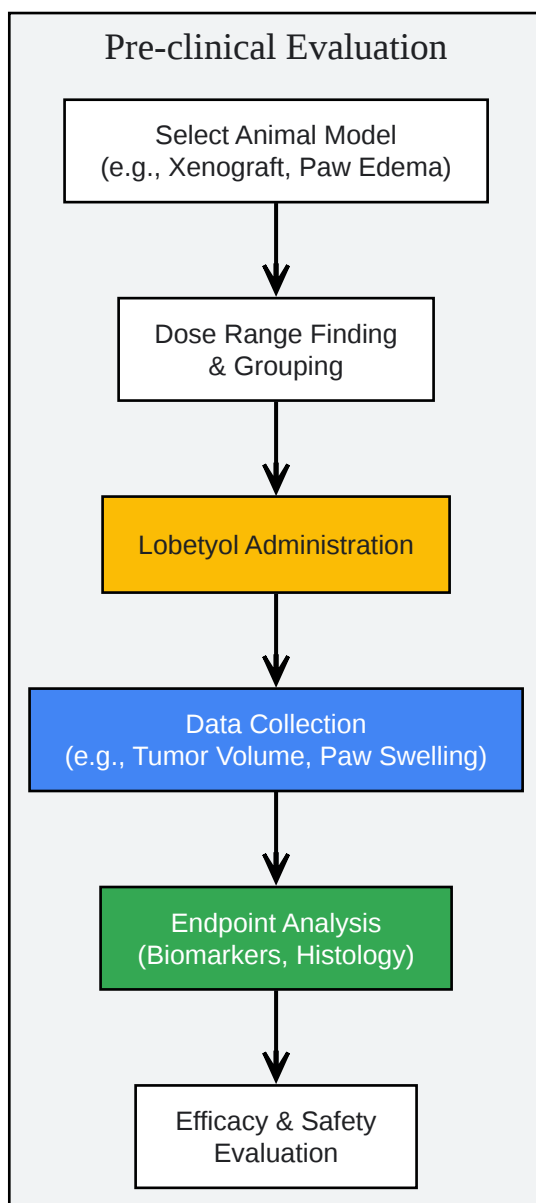 Pre-clinical Evaluation
Select Animal Model
(e.g., Xenograft, Paw Edema)
Dose Range Finding
& Grouping
Lobetyol Administration
Data Collection
(e.g., Tumor Volume, Paw Swelling)
Endpoint Analysis
(Biomarkers, Histology)
Efficacy & Safety
Evaluation